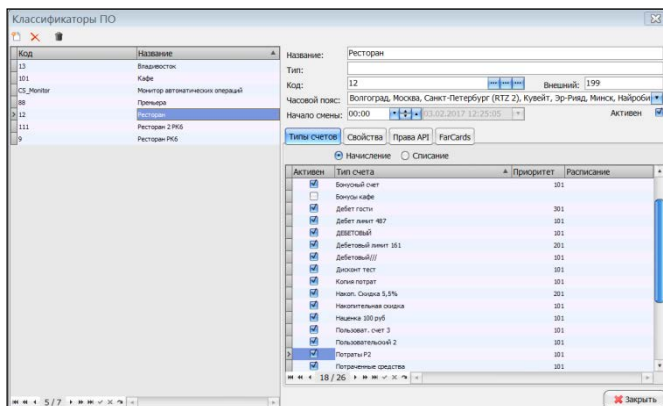 Классификаторы ПО
Код Название
13 Владивосток
101 Кафе
CS_Monitor Монитор автоматических операций
88 Премьера
12 Ресторан
111 Ресторан 2 РК6
9 Ресторан РК6
5 / 7
Название: Ресторан
Тип:
Код: 12 Внешний: 199
Часовой пояс: Волгоград, Москва, Санкт-Петербург (RTZ 2), Кувейт, Эр-Рияд, Минск, Найроби
Начало смены: 00:00 03.02.2017 12:25:05 Активен
Типы счетов Свойства Права API FarCards
Начисление Списание
Активен Тип счета Приоритет Расписание
Бонусный счет 101
Бонусы кафе
Дебет гости 301
Дебет лимит 487 101
ДЕБЕТОВЫЙ 101
Дебетовый лимит 161 201
Дебетовый/// 101
Дисконт тест 101
Копия потрат 101
Накоп. Скидка 5,5% 201
Накопительная скидка 101
Наценка 100 руб 101
Пользоват. счет 3 101
Пользовательский 2 101
Потраты Р2 101
Потраченные средства 101
18 / 26
Закрыть